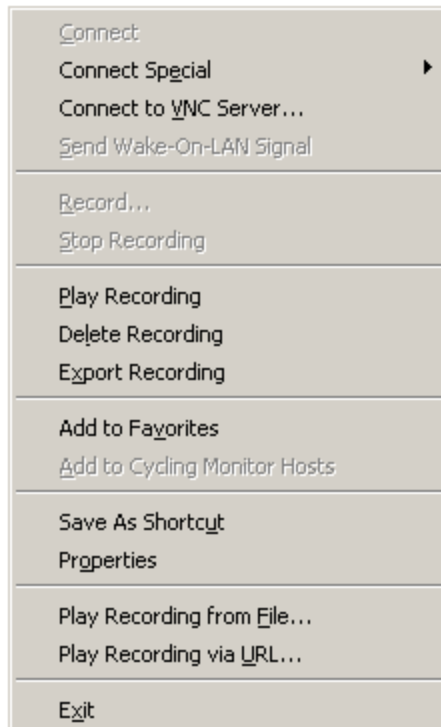 Connect
Connect Special
Connect to VNC Server...
Send Wake-On-LAN Signal
Record...
Stop Recording
Play Recording
Delete Recording
Export Recording
Add to Favorites
Add to Cycling Monitor Hosts
Save As Shortcut
Properties
Play Recording from File...
Play Recording via URL...
Exit